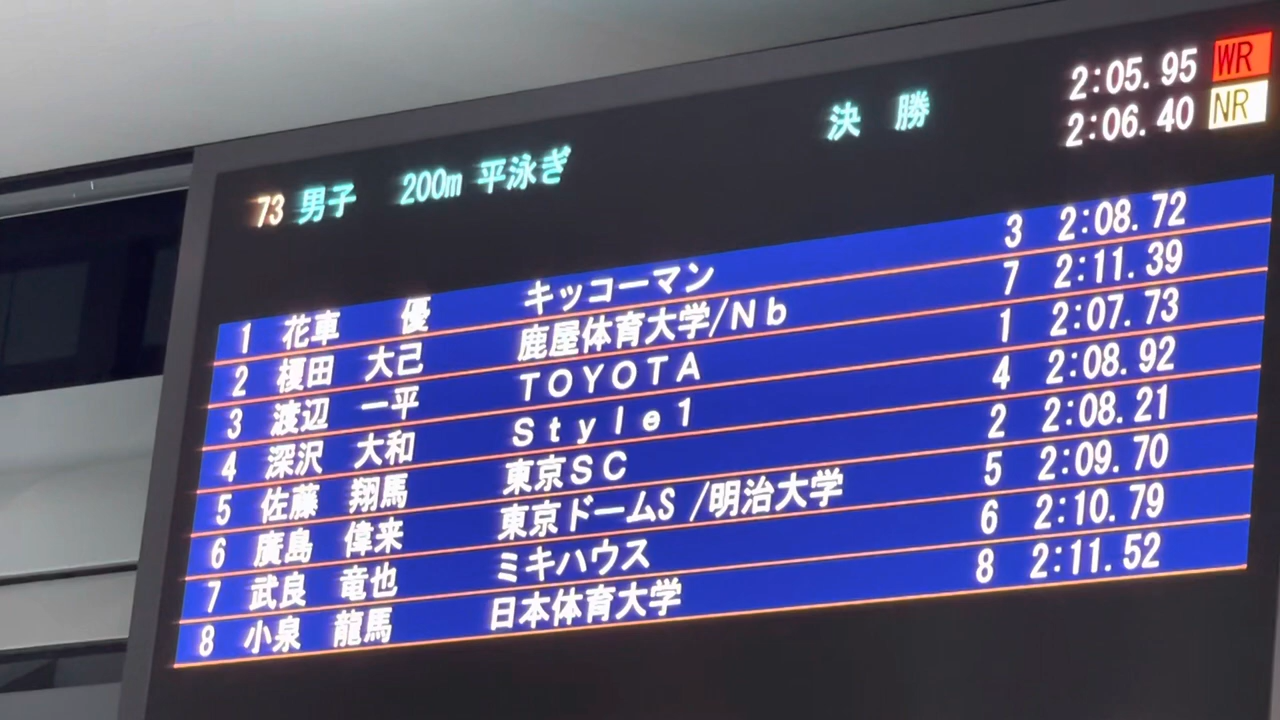 2:05.95 WR
決 勝 2:06.40 NR
73 男子 200m 平泳ぎ
1 花車 優 キッコーマン 3 2:08.72
2 榎田 大己 鹿屋体育大学/Nb 7 2:11.39
3 渡辺 一平 TOYOTA 1 2:07.73
4 深沢 大和 Style1 4 2:08.92
5 佐藤 翔馬 東京SC 2 2:08.21
6 廣島 偉来 東京ドームS /明治大学 5 2:09.70
7 武良 竜也 ミキハウス 6 2:10.79
8 小泉 龍馬 日本体育大学 8 2:11.52